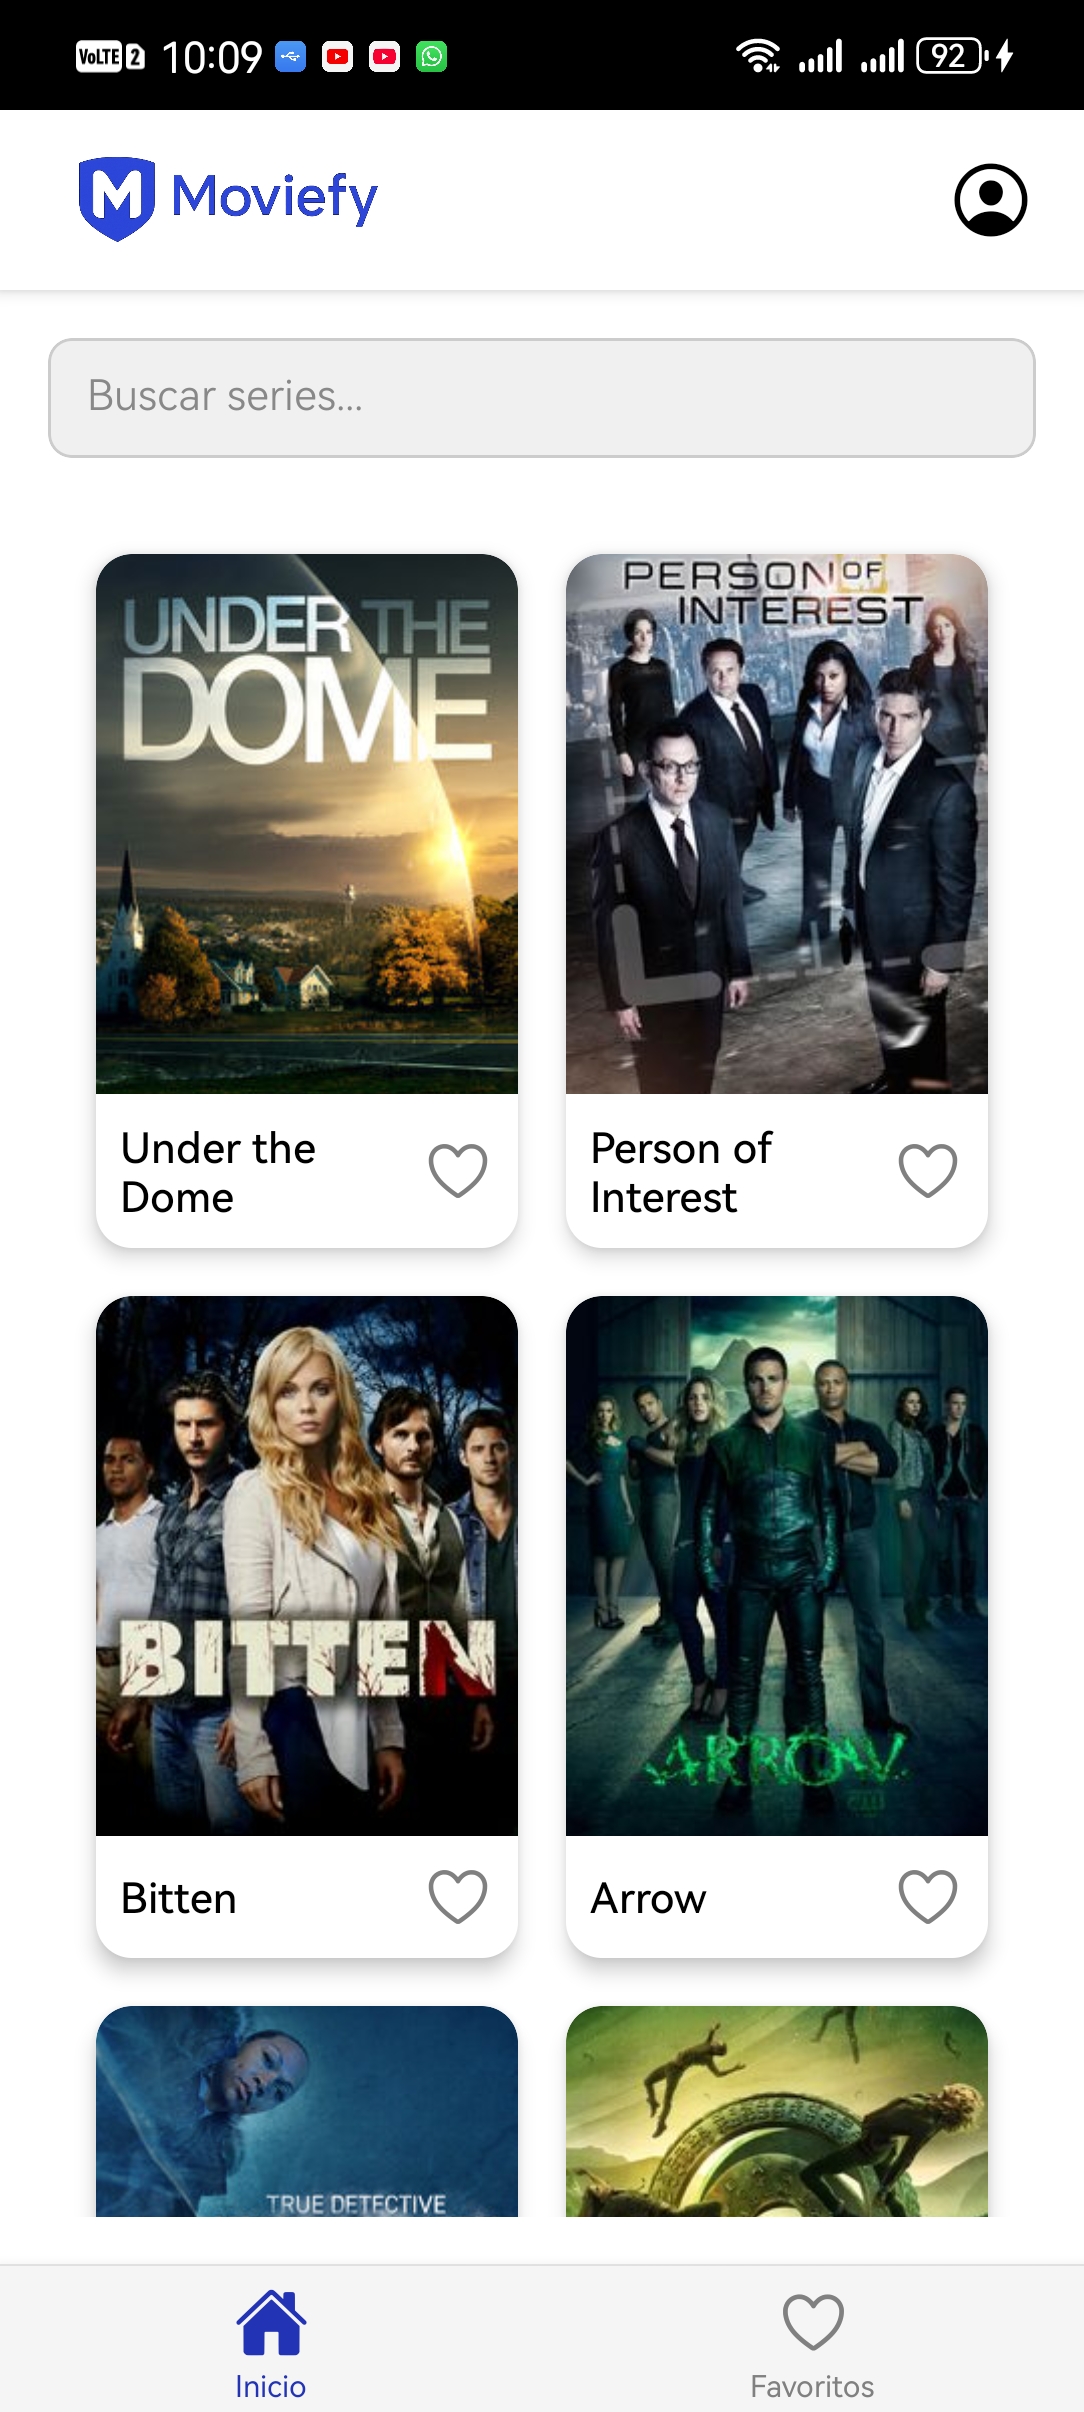 VoLTE 2 10:09 92
M Moviefy
Buscar series...
UNDER THE
DOME
PERSON OF
INTEREST
Under the
Dome
Person of
Interest
BITTEN
ARROW
Bitten
Arrow
TRUE DETECTIVE
Inicio
Favoritos